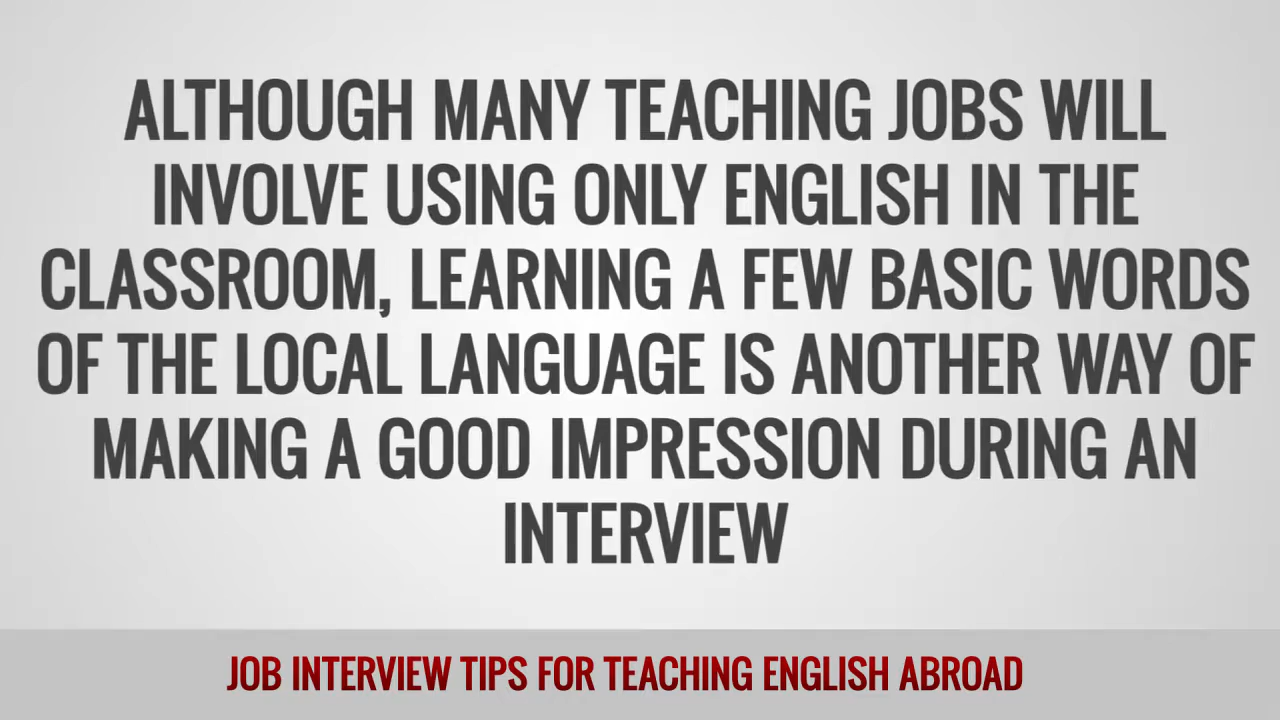 ALTHOUGH MANY TEACHING JOBS WILL
INVOLVE USING ONLY ENGLISH IN THE
CLASSROOM, LEARNING A FEW BASIC WORDS
OF THE LOCAL LANGUAGE IS ANOTHER WAY OF
MAKING A GOOD IMPRESSION DURING AN
INTERVIEW
JOB INTERVIEW TIPS FOR TEACHING ENGLISH ABROAD